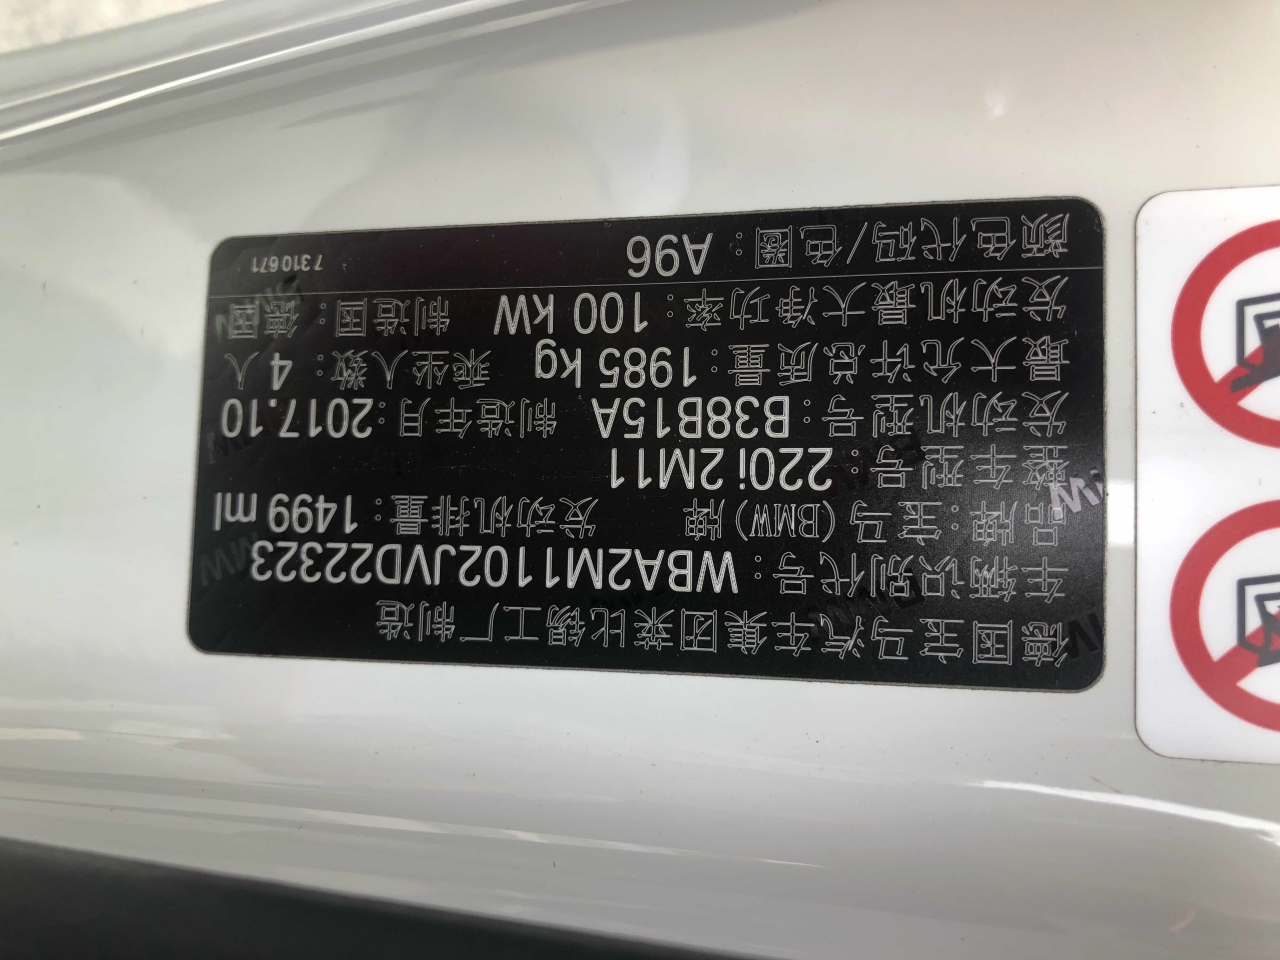 德国宝马汽车集团莱比锡工厂制造
车辆识别代号：WBA2M1102JVD22323
品牌：宝马(BMW)牌 发动机排量：1499 ml
整车型号：220i 2M11
发动机型号：B38B15A 制造年月：2017.10
最大允许总质量：1985 kg 乘坐人数：4 人
发动机最大净功率：100 kW 制造国：德国
颜色代码/色圈：A96 7310671